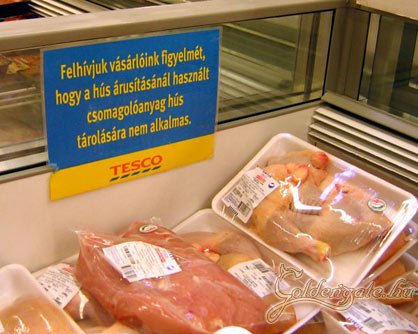 Felhívjuk vásárlóink figyelmét,
hogy a hús árusításánál használt
csomagolóanyag hús
tárolására nem alkalmas.
TESCO
Goldengate.hu